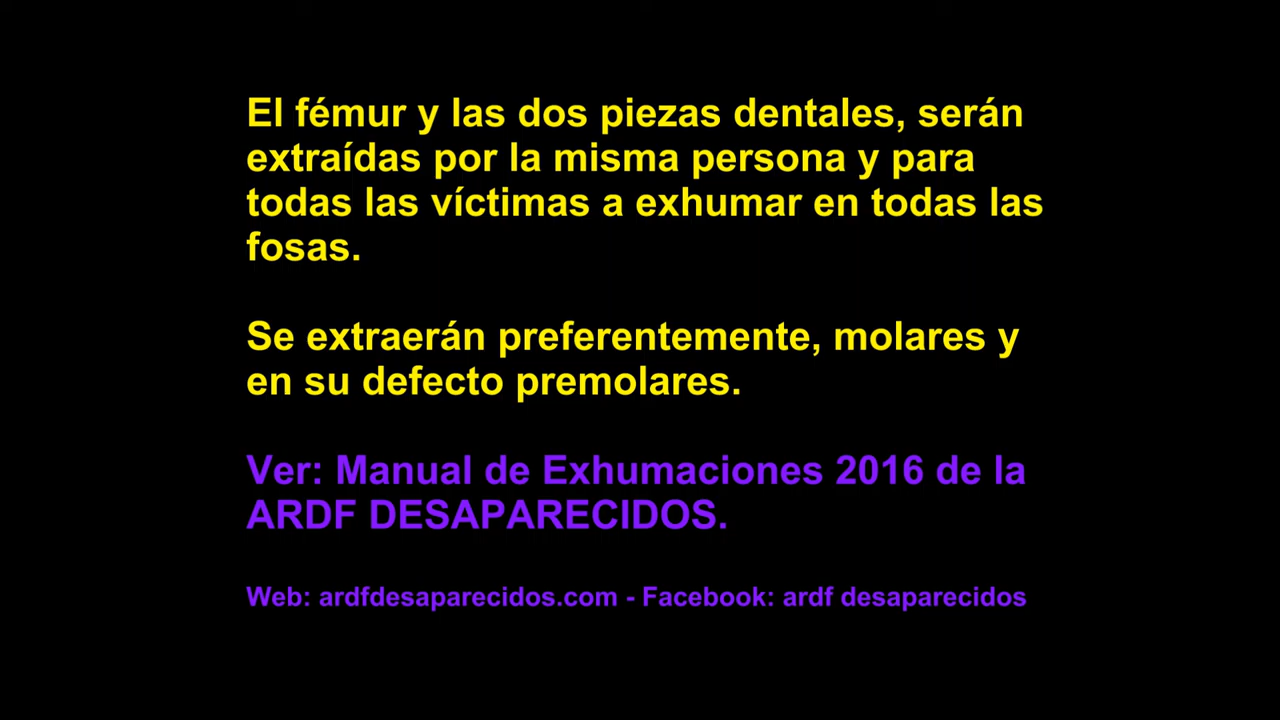 El fémur y las dos piezas dentales, serán
extraídas por la misma persona y para
todas las víctimas a exhumar en todas las
fosas.
Se extraerán preferentemente, molares y
en su defecto premolares.
Ver: Manual de Exhumaciones 2016 de la
ARDF DESAPARECIDOS.
Web: ardfdesaparecidos.com - Facebook: ardf desaparecidos